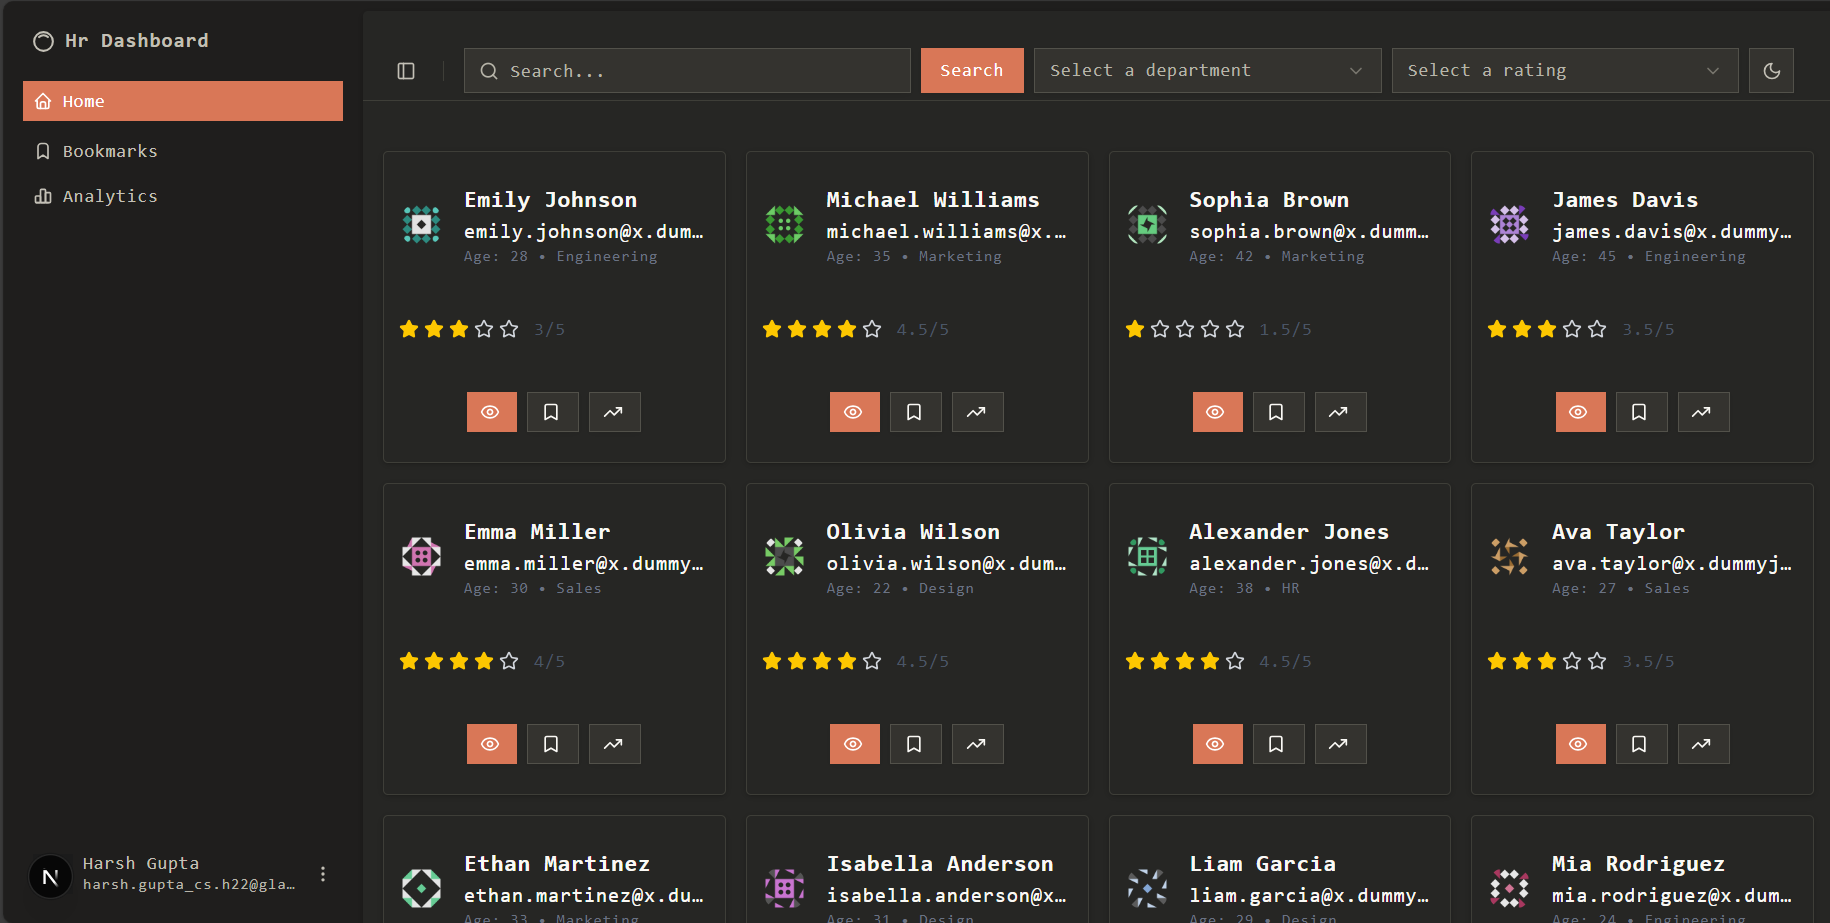 Hr Dashboard
Home
Bookmarks
Analytics
Harsh Gupta
harsh.gupta_cs.h22@gla…
N
Search...
Search
Select a department
Select a rating
Emily Johnson
emily.johnson@x.dum…
Age: 28 • Engineering
3/5
Michael Williams
michael.williams@x.…
Age: 35 • Marketing
4.5/5
Sophia Brown
sophia.brown@x.dumm…
Age: 42 • Marketing
1.5/5
James Davis
james.davis@x.dummy…
Age: 45 • Engineering
3.5/5
Emma Miller
emma.miller@x.dummy…
Age: 30 • Sales
4/5
Olivia Wilson
olivia.wilson@x.dum…
Age: 22 • Design
4.5/5
Alexander Jones
alexander.jones@x.d…
Age: 38 • HR
4.5/5
Ava Taylor
ava.taylor@x.dummyj…
Age: 27 • Sales
3.5/5
Ethan Martinez
ethan.martinez@x.du…
Age: 33 • Marketing
Isabella Anderson
isabella.anderson@x…
Age: 31 • Design
Liam Garcia
liam.garcia@x.dummy…
Age: 29 • Design
Mia Rodriguez
mia.rodriguez@x.dum…
Age: 24 • Engineering